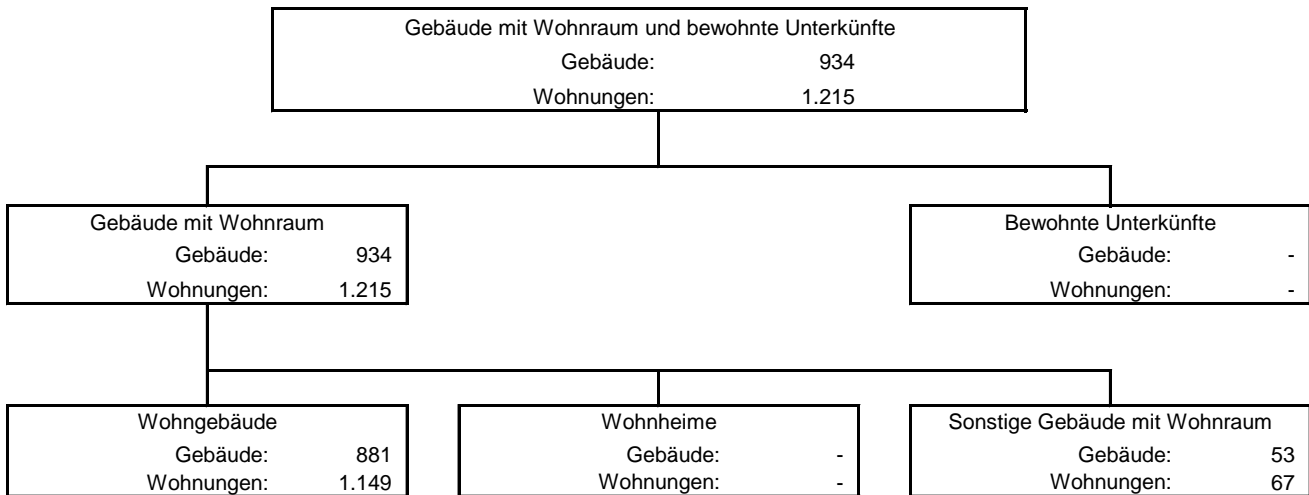 Gebäude mit Wohnraum und bewohnte Unterkünfte
Gebäude: 934
Wohnungen: 1.215
Gebäude mit Wohnraum
Gebäude: 934
Wohnungen: 1.215
Bewohnte Unterkünfte
Gebäude: -
Wohnungen: -
Wohngebäude
Gebäude: 881
Wohnungen: 1.149
Wohnheime
Gebäude: -
Wohnungen: -
Sonstige Gebäude mit Wohnraum
Gebäude: 53
Wohnungen: 67